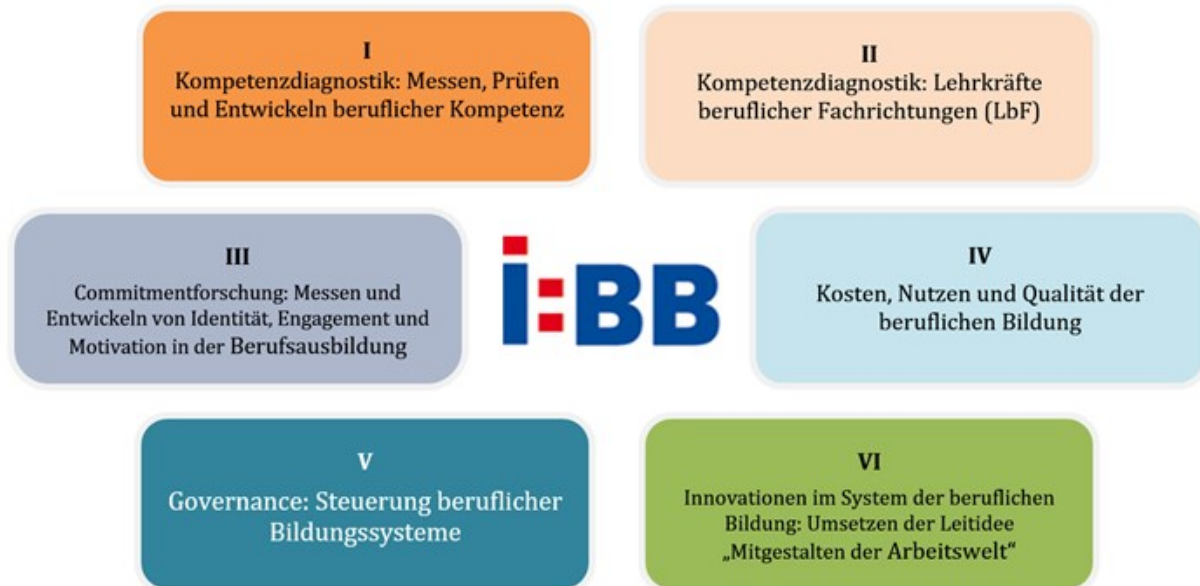 I
Kompetenzdiagnostik: Messen, Prüfen
und Entwickeln beruflicher Kompetenz
II
Kompetenzdiagnostik: Lehrkräfte
beruflicher Fachrichtungen (LbF)
III
Commitmentforschung: Messen und
Entwickeln von Identität, Engagement und
Motivation in der Berufsausbildung
i:BB
IV
Kosten, Nutzen und Qualität der
beruflichen Bildung
V
Governance: Steuerung beruflicher
Bildungssysteme
VI
Innovationen im System der beruflichen
Bildung: Umsetzen der Leitidee
„Mitgestalten der Arbeitswelt“